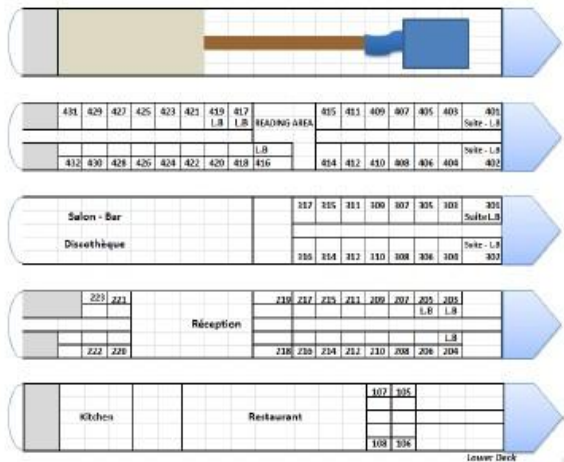 431 429 427 425 423 421 419 417 415 411 409 407 405 403 401
L.B L.B READING AREA Suite - L.B
L.B Suite - L.B
432 430 428 426 424 422 420 418 416 414 412 410 408 406 404 402
317 315 311 309 307 305 303 301
Salon - Bar Suite L.B
Discothèque Suite - L.B
316 314 312 310 308 306 304 302
223 221 219 217 215 211 209 207 205 203
L.B L.B
Réception
L.B
222 220 218 216 214 212 210 208 206 204
107 105
Kitchen Restaurant
108 106
Lower Deck